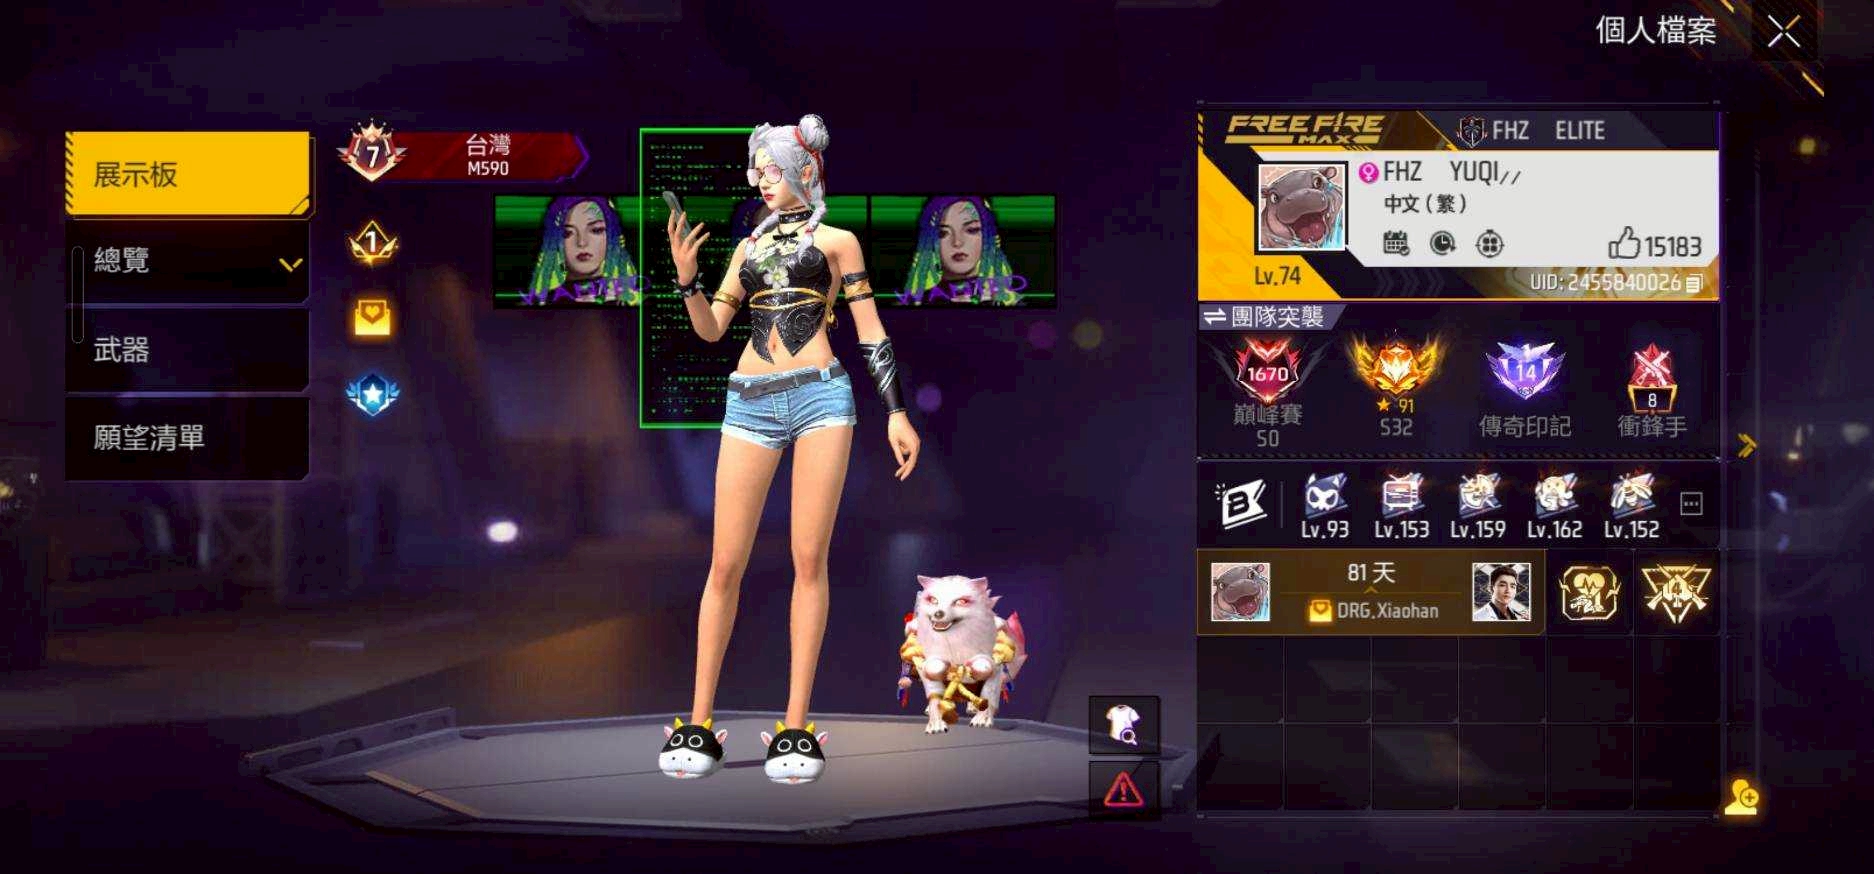 個人檔案
展示板
總覽
武器
願望清單
7
台灣
M590
1
WANTED
WANTED
FREE FIRE
MAX
FHZ ELITE
FHZ YUQI//
中文(繁)
15183
Lv.74
UID: 2455840026
團隊突襲
1670
巔峰賽
S0
★ 91
S32
14
傳奇印記
8
衝鋒手
B
Lv.93
Lv.153
Lv.159
Lv.162
Lv.152
81 天
DRG.Xiaohan